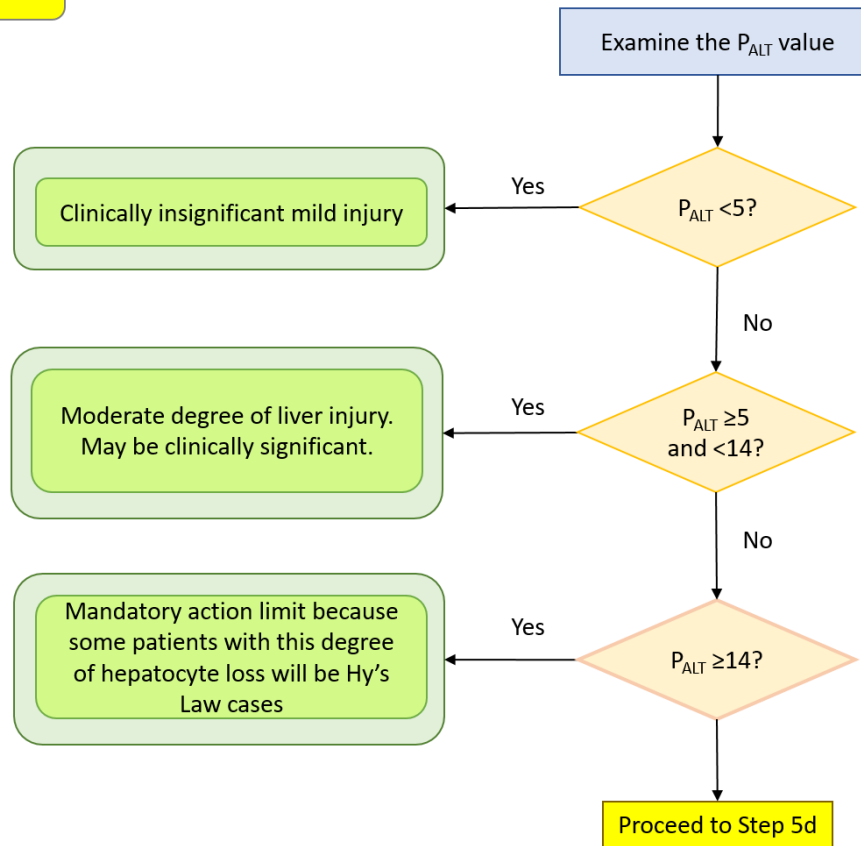 Examine the PALT value
Yes
PALT <5?
Clinically insignificant mild injury
No
Yes
PALT ≥5
and <14?
Moderate degree of liver injury.
May be clinically significant.
No
Yes
PALT ≥14?
Mandatory action limit because
some patients with this degree
of hepatocyte loss will be Hy’s
Law cases
Proceed to Step 5d